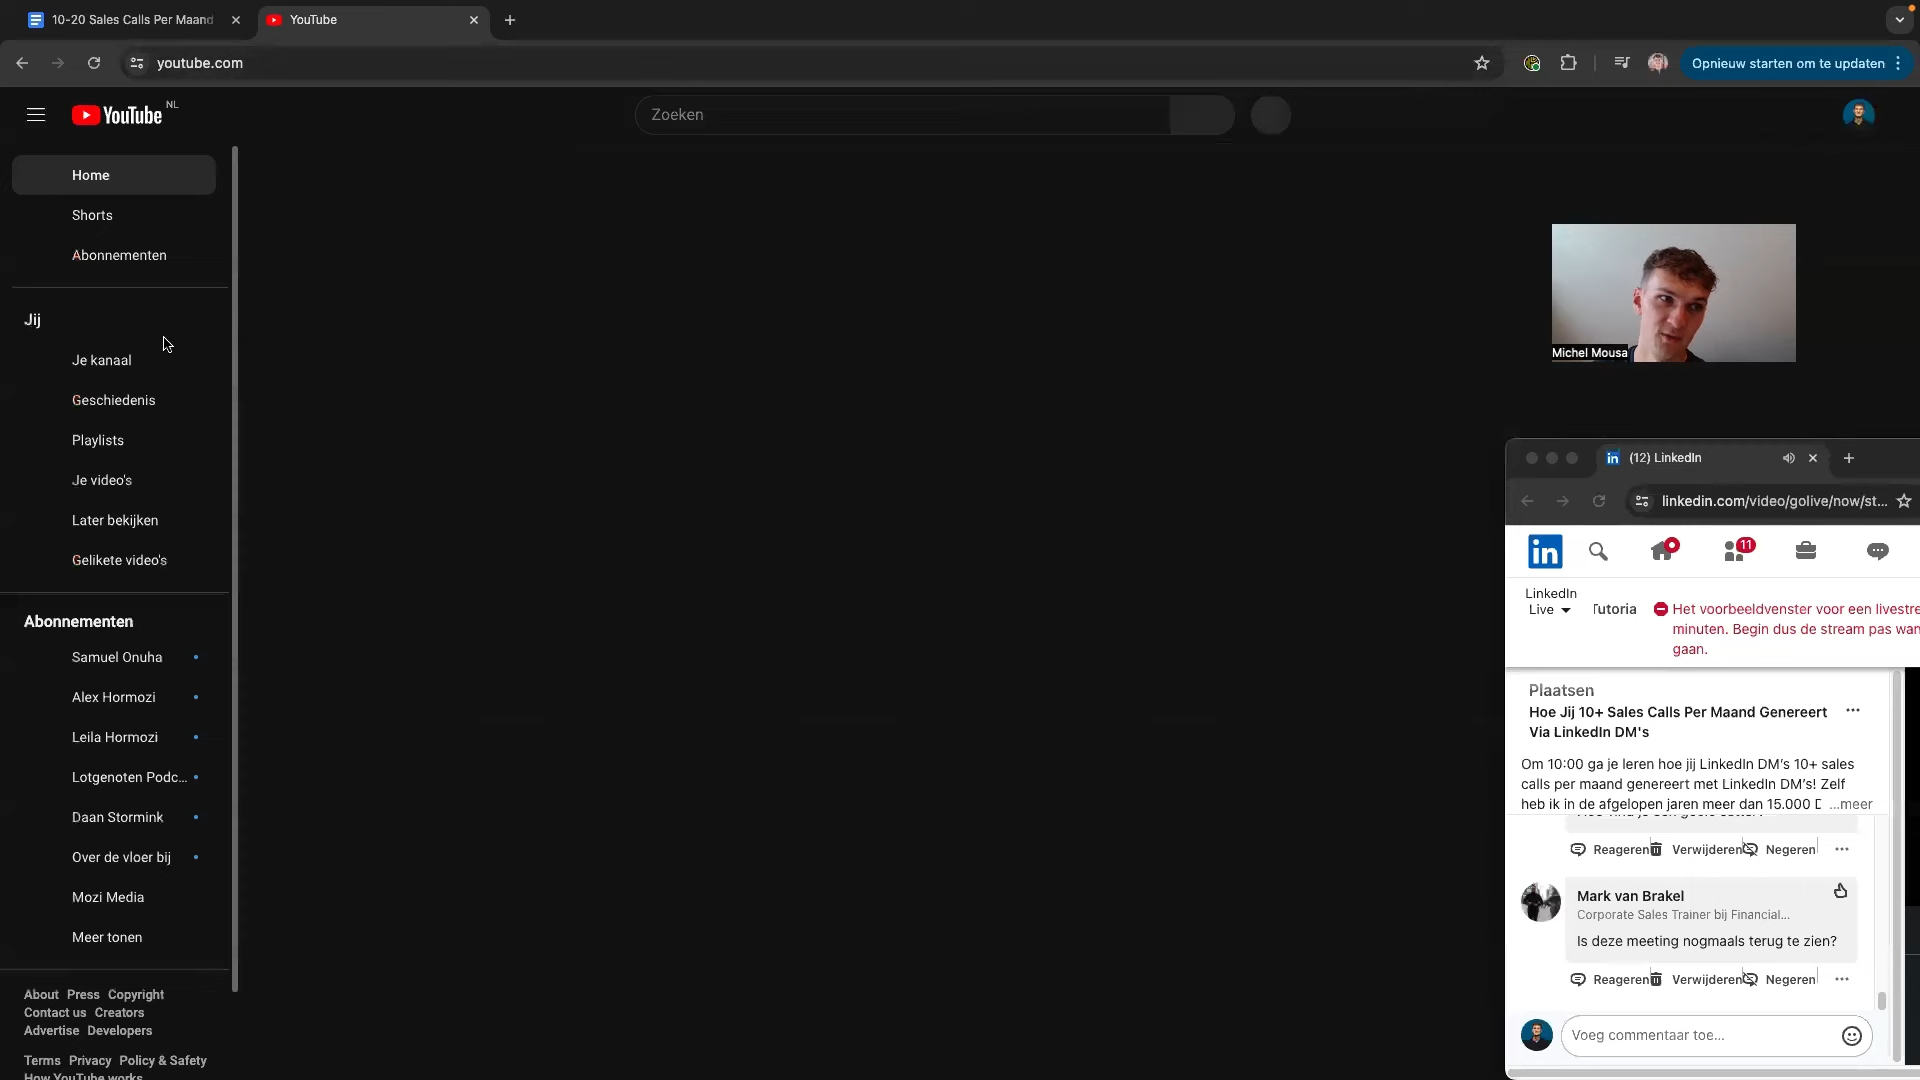 10-20 Sales Calls Per Maand
YouTube
youtube.com
Opnieuw starten om te updaten
YouTube NL
Zoeken
Home
Shorts
Abonnementen
Jij
Je kanaal
Geschiedenis
Playlists
Je video's
Later bekijken
Gelikete video's
Abonnementen
Samuel Onuha
Alex Hormozi
Leila Hormozi
Lotgenoten Podc...
Daan Stormink
Over de vloer bij
Mozi Media
Meer tonen
About Press Copyright
Contact us Creators
Advertise Developers
Terms Privacy Policy & Safety
How YouTube works
Michel Mousa
(12) LinkedIn
linkedin.com/video/golive/now/st...
in
11
LinkedIn
Live
Tutoria
Het voorbeeldvenster voor een livestre
minuten. Begin dus de stream pas wan
gaan.
Plaatsen
Hoe Jij 10+ Sales Calls Per Maand Genereert
Via LinkedIn DM's
Om 10:00 ga je leren hoe jij LinkedIn DM's 10+ sales
calls per maand genereert met LinkedIn DM's! Zelf
heb ik in de afgelopen jaren meer dan 15.000 D ...meer
Reageren Verwijderen Negeren
Mark van Brakel
Corporate Sales Trainer bij Financial...
Is deze meeting nogmaals terug te zien?
Reageren Verwijderen Negeren
Voeg commentaar toe...